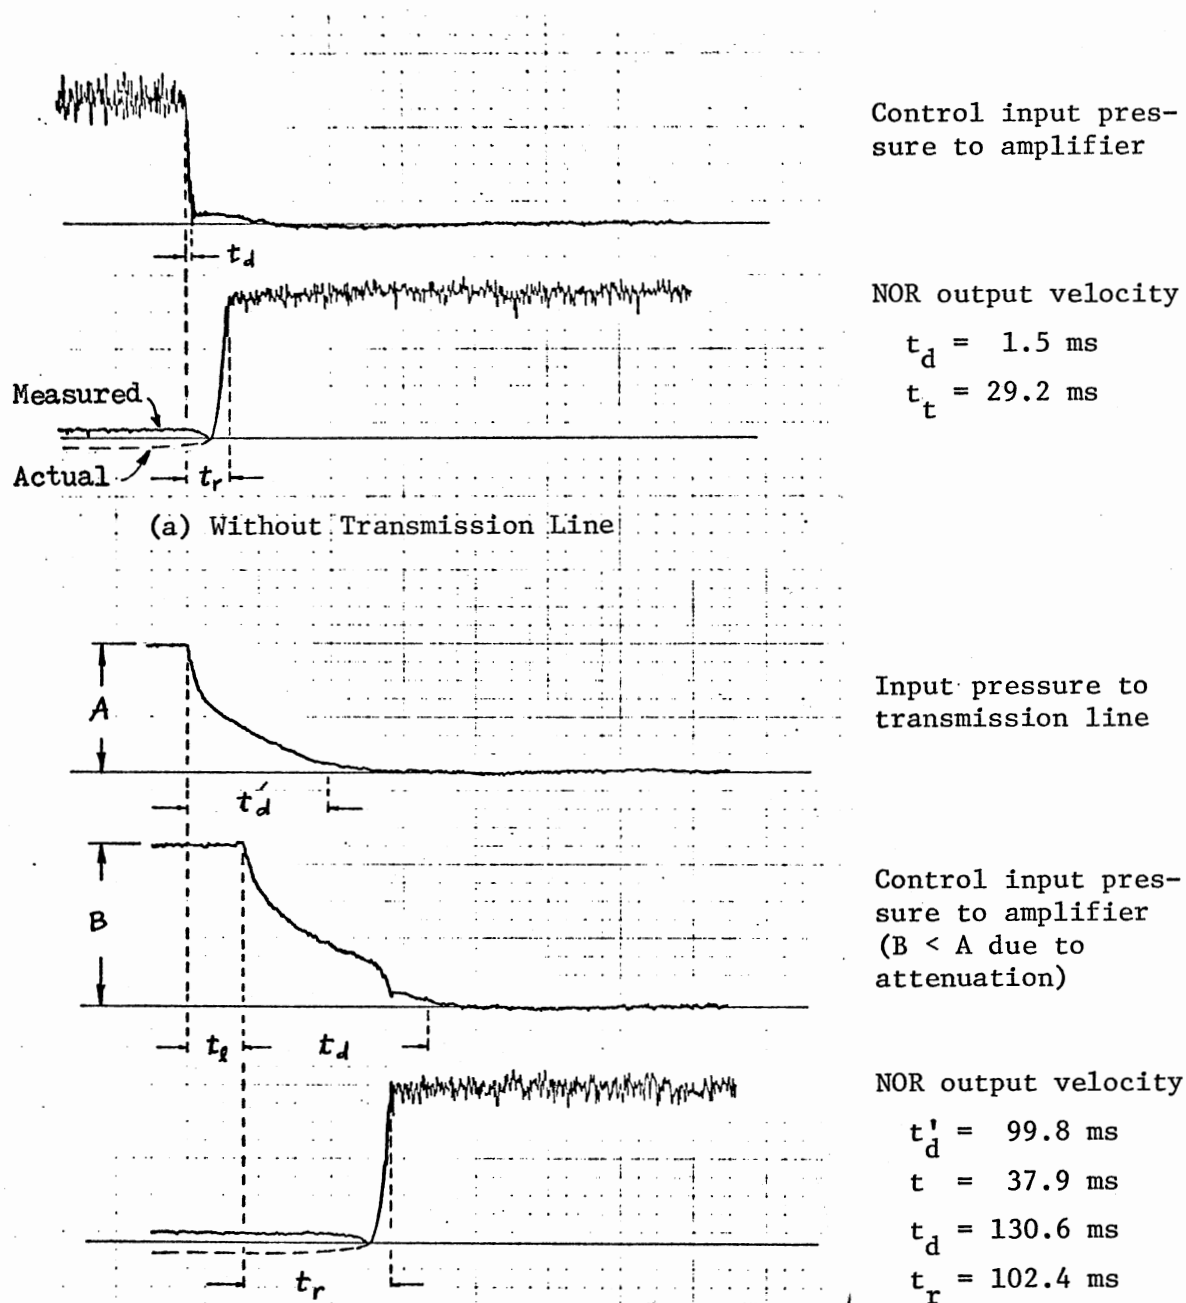 Control input pres-
sure to amplifier
t_d
NOR output velocity
t_d = 1.5 ms
t_t = 29.2 ms
Measured
Actual
t_r
(a) Without Transmission Line
A
Input pressure to
transmission line
t'_d
B
Control input pres-
sure to amplifier
(B < A due to
attenuation)
t_ℓ
t_d
NOR output velocity
t'_d = 99.8 ms
t = 37.9 ms
t_d = 130.6 ms
t_r = 102.4 ms
t_r